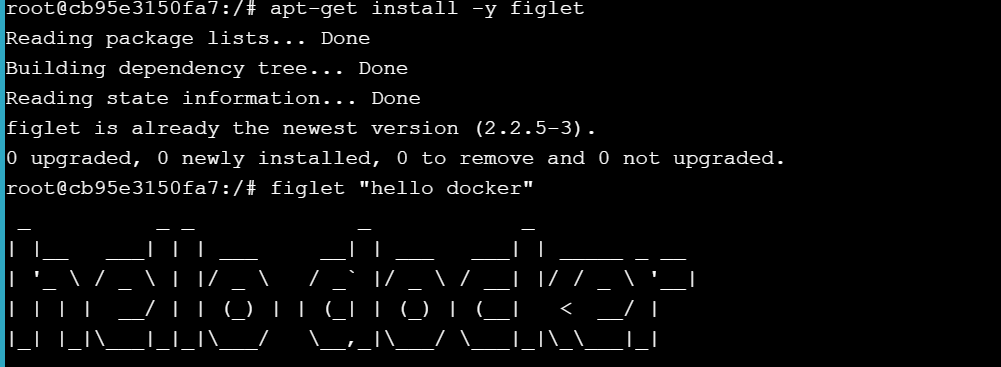 root@cb95e3150fa7:/# apt-get install -y figlet
Reading package lists... Done
Building dependency tree... Done
Reading state information... Done
figlet is already the newest version (2.2.5-3).
0 upgraded, 0 newly installed, 0 to remove and 0 not upgraded.
root@cb95e3150fa7:/# figlet "hello docker"
 _          _ _             _            _
| |__   ___| | | ___     __| | ___   ___| | _____ _ __
| '_ \ / _ \ | |/ _ \   / _` |/ _ \ / __| |/ / _ \ '__|
| | | |  __/ | | (_) | | (_| | (_) | (__|   <  __/ |
|_| |_|\___|_|_|\___/   \__,_|\___/ \___|_|\_\___|_|